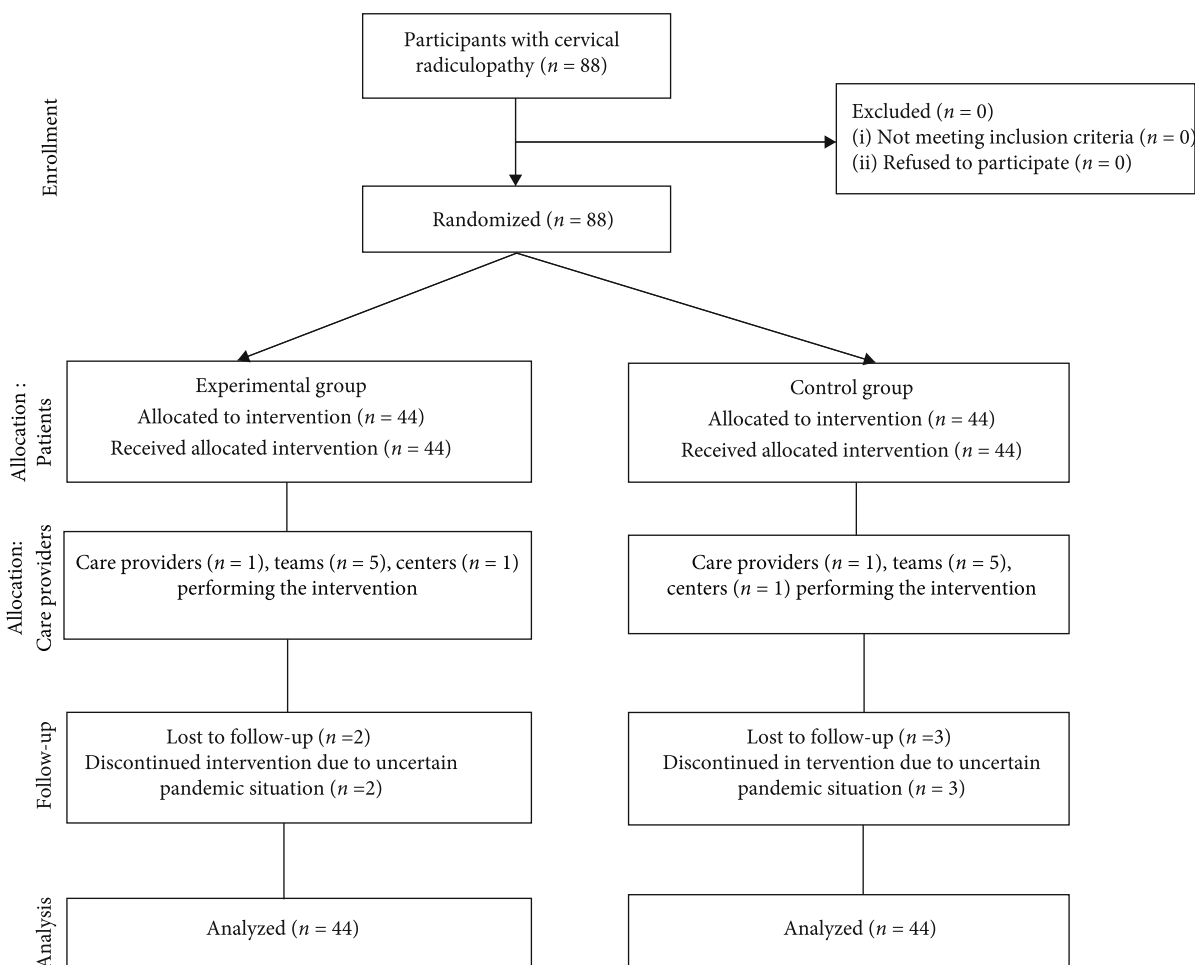 Participants with cervical
radiculopathy (n = 88)
Enrollment
Excluded (n = 0)
(i) Not meeting inclusion criteria (n = 0)
(ii) Refused to participate (n = 0)
Randomized (n = 88)
Allocation :
Patients
Experimental group
Allocated to intervention (n = 44)
Received allocated intervention (n = 44)
Control group
Allocated to intervention (n = 44)
Received allocated intervention (n = 44)
Allocation:
Care providers
Care providers (n = 1), teams (n = 5), centers (n = 1)
performing the intervention
Care providers (n = 1), teams (n = 5),
centers (n = 1) performing the intervention
Follow-up
Lost to follow-up (n =2)
Discontinued intervention due to uncertain
pandemic situation (n =2)
Lost to follow-up (n =3)
Discontinued in tervention due to uncertain
pandemic situation (n = 3)
Analysis
Analyzed (n = 44)
Analyzed (n = 44)